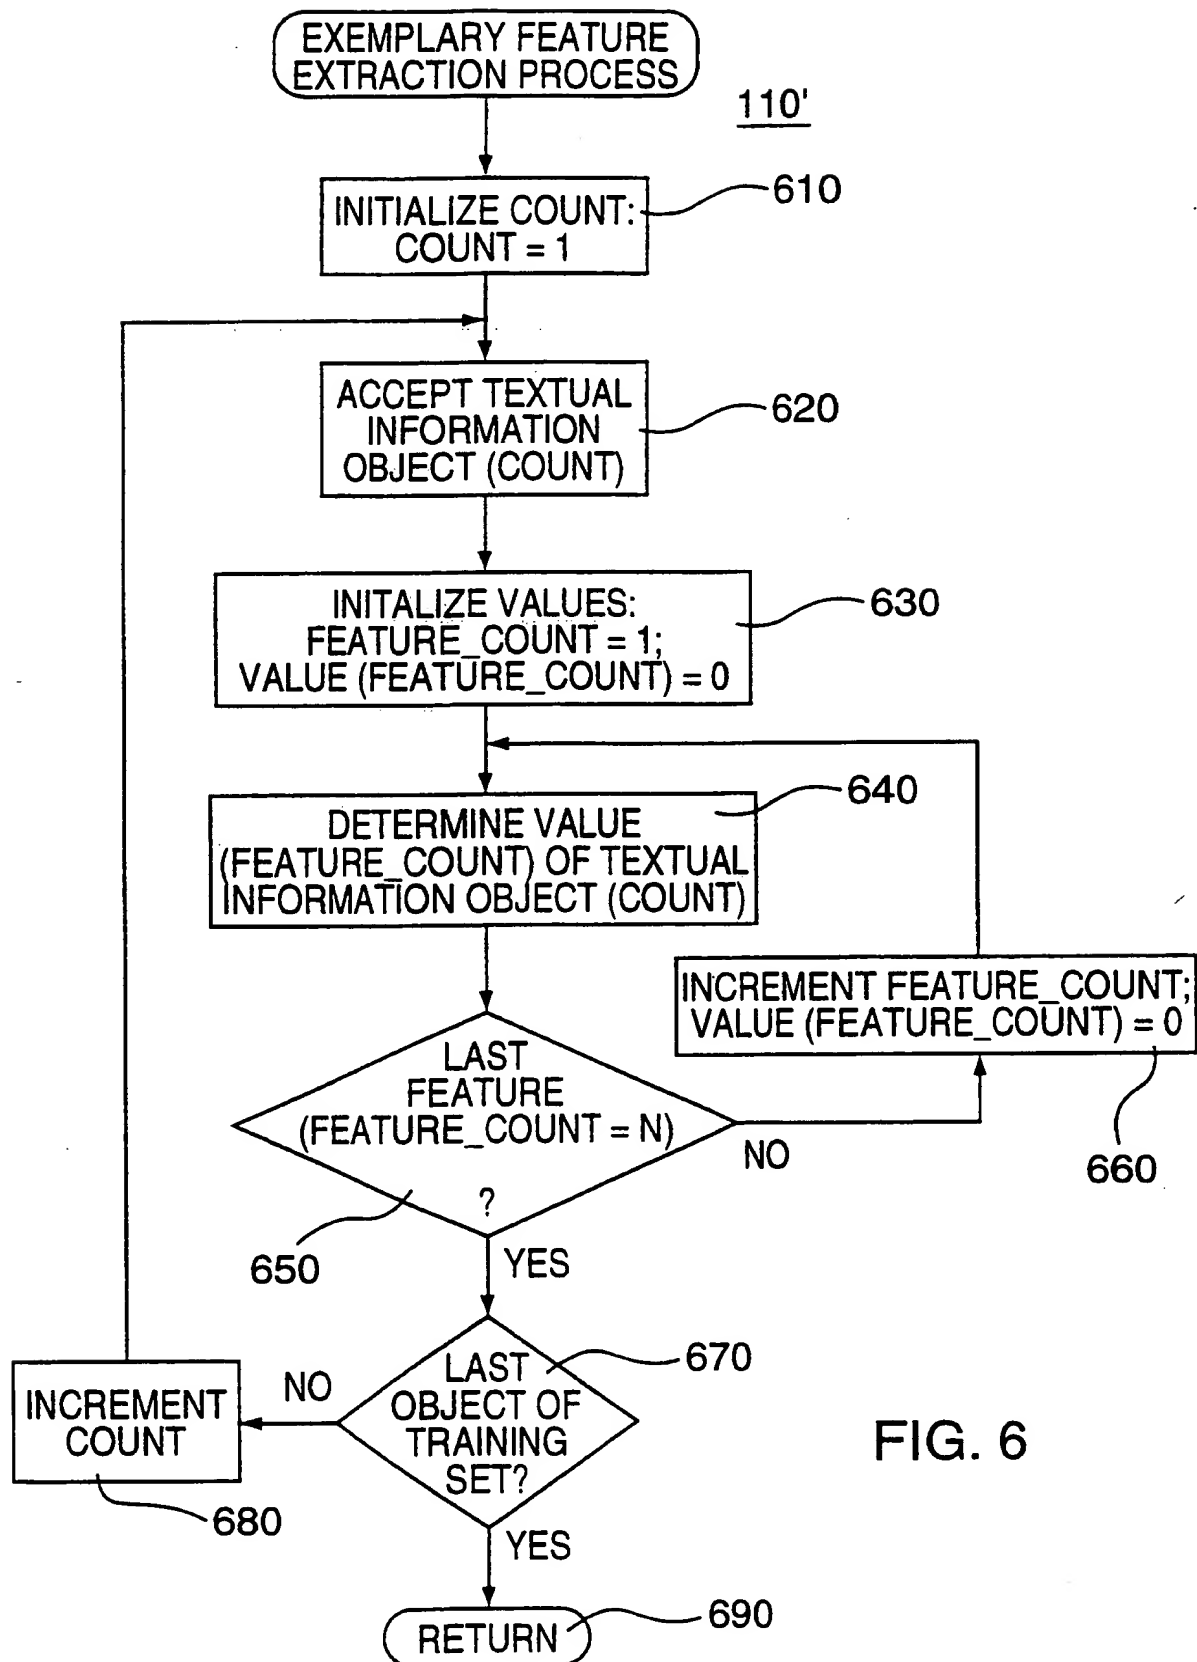 EXEMPLARY FEATURE
EXTRACTION PROCESS
110'
610
INITIALIZE COUNT:
COUNT = 1
620
ACCEPT TEXTUAL
INFORMATION
OBJECT (COUNT)
630
INITALIZE VALUES:
FEATURE_COUNT = 1;
VALUE (FEATURE_COUNT) = 0
640
DETERMINE VALUE
(FEATURE_COUNT) OF TEXTUAL
INFORMATION OBJECT (COUNT)
INCREMENT FEATURE_COUNT;
VALUE (FEATURE_COUNT) = 0
660
LAST
FEATURE
(FEATURE_COUNT = N)
?
NO
650
YES
670
LAST
OBJECT OF
TRAINING
SET?
NO
INCREMENT
COUNT
680
FIG. 6
YES
690
RETURN